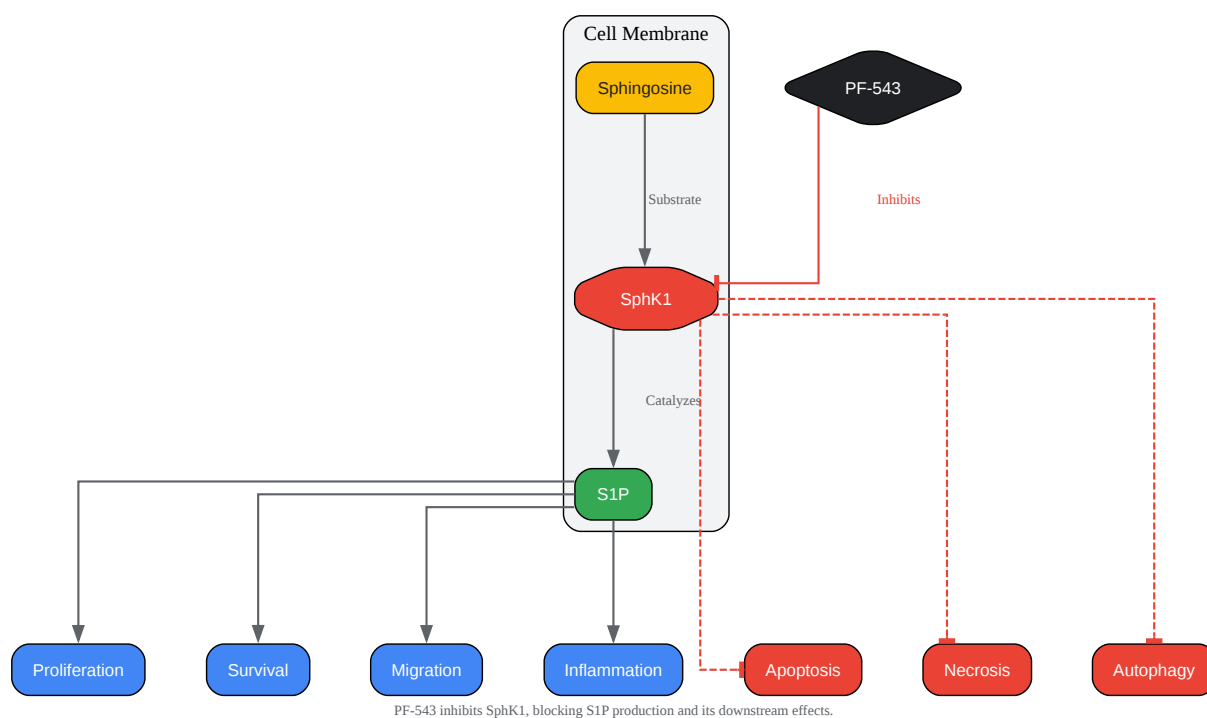 Cell Membrane
Sphingosine
PF-543
Substrate
Inhibits
SphK1
Catalyzes
S1P
Proliferation
Survival
Migration
Inflammation
Apoptosis
Necrosis
Autophagy
PF-543 inhibits SphK1, blocking S1P production and its downstream effects.